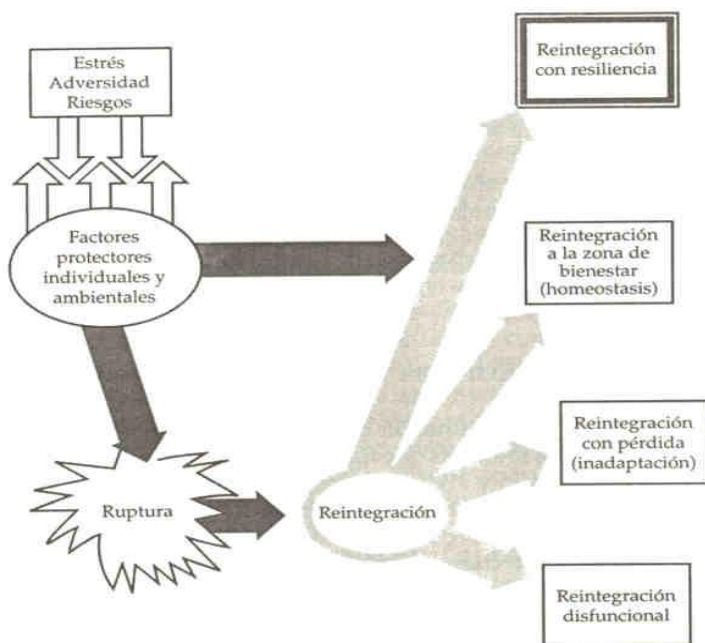 Estrés
Adversidad
Riesgos
Reintegración
con resiliencia
Factores
protectores
individuales y
ambientales
Reintegración
a la zona de
bienestar
(homeostasis)
Reintegración
con pérdida
(inadaptación)
Ruptura
Reintegración
Reintegración
disfuncional